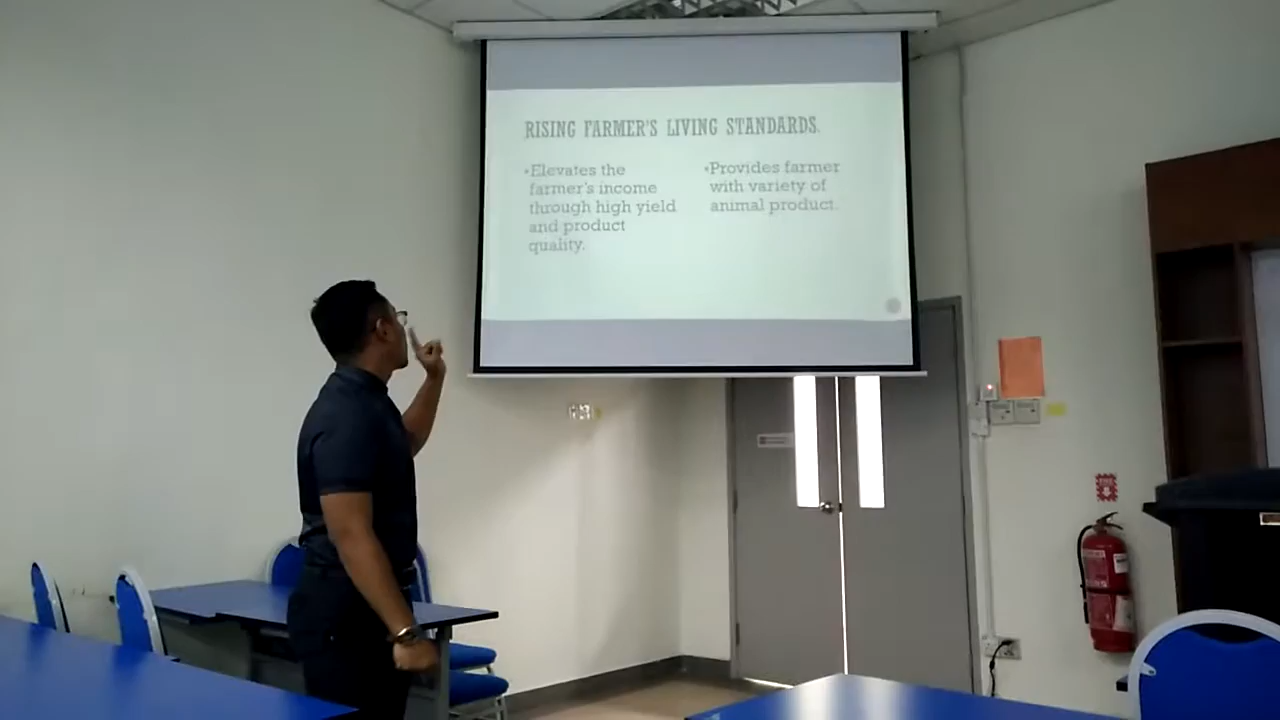 RISING FARMER'S LIVING STANDARDS.
•Elevates the
farmer's income
through high yield
and product
quality.
•Provides farmer
with variety of
animal product.